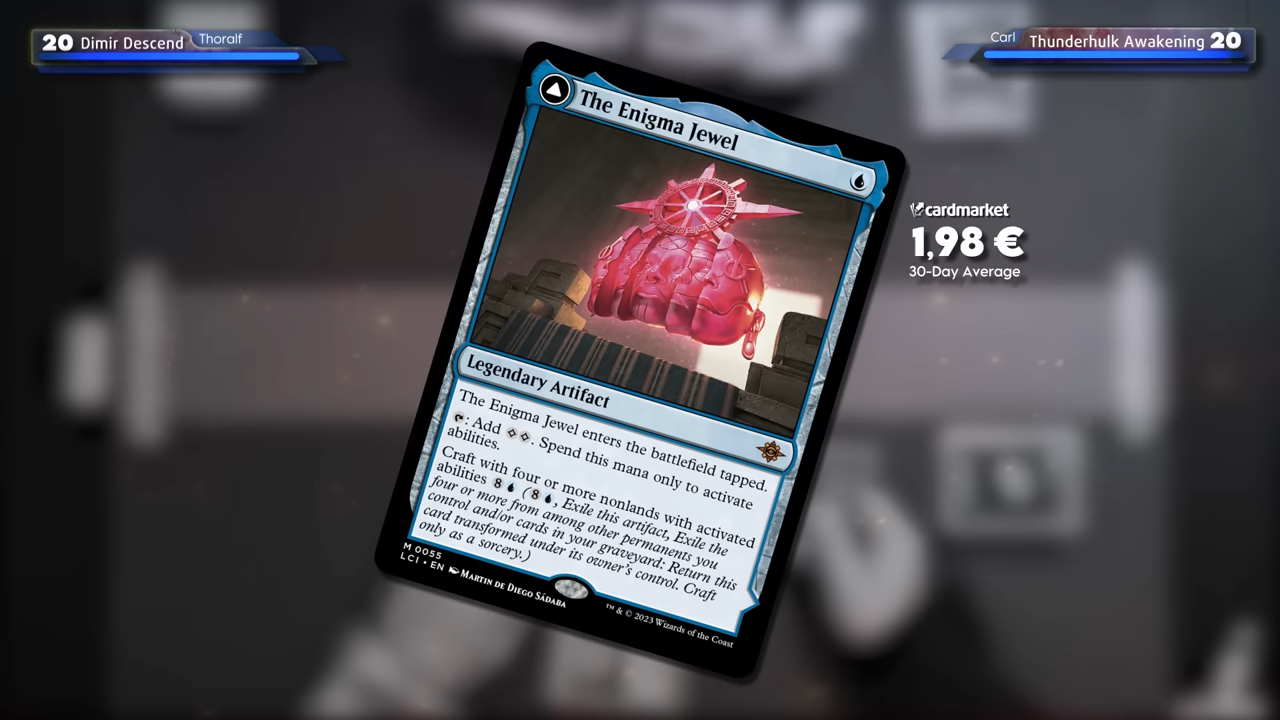 20 Dimir Descend Thoralf
Carl Thunderhulk Awakening 20
The Enigma Jewel
cardmarket
1,98 €
30-Day Average
Legendary Artifact
The Enigma Jewel enters the battlefield tapped.
: Add . Spend this mana only to activate
abilities.
Craft with four or more nonlands with activated
abilities 8 (8, Exile this artifact, Exile the
four or more from among other permanents you
control and/or cards in your graveyard: Return this
card transformed under its owner's control. Craft
only as a sorcery.)
M 0055
LCI • EN Martin de Diego Sádaba
™ & © 2023 Wizards of the Coast